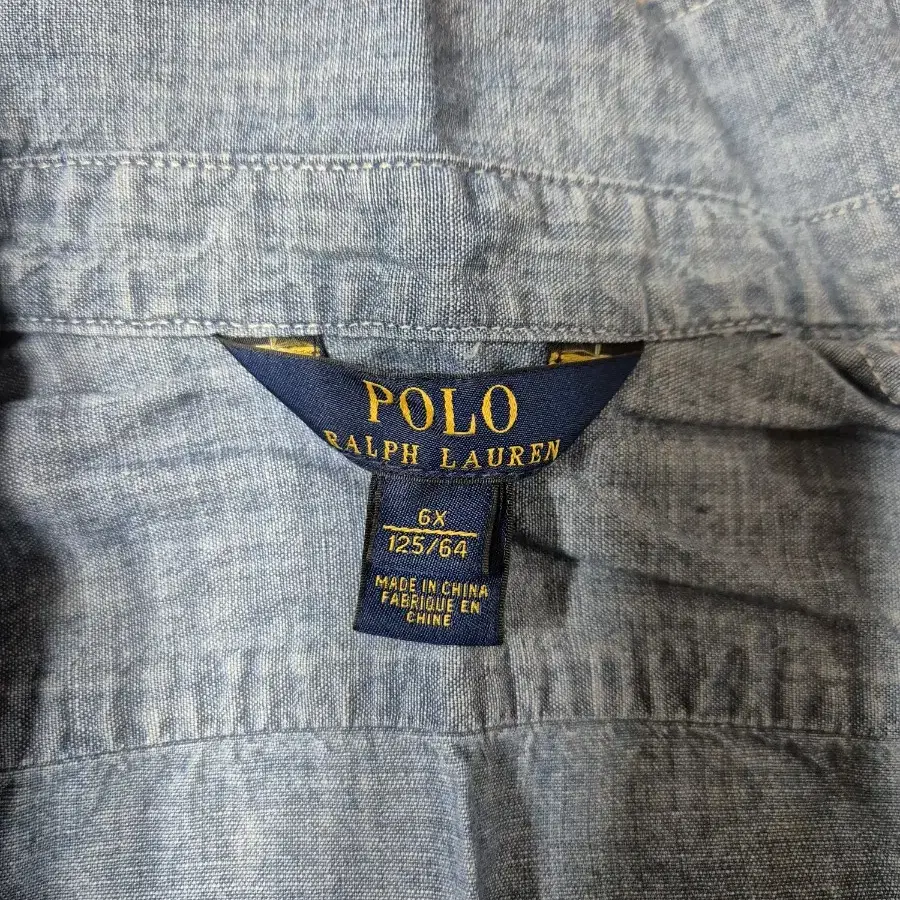 POLO
RALPH LAUREN
6X
125/64
MADE IN CHINA
FABRIQUE EN
CHINE